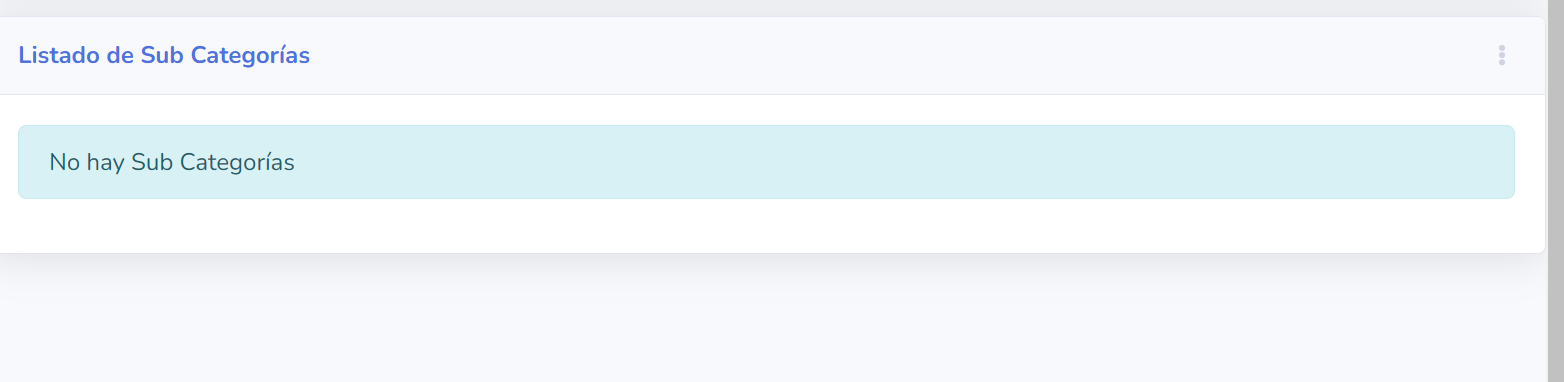 Listado de Sub Categorías
No hay Sub Categorías